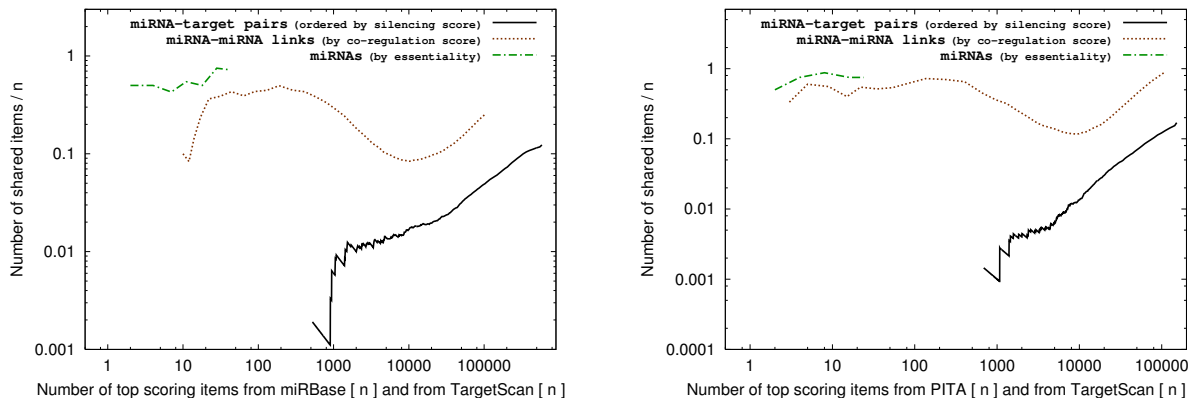 miRNA-target pairs (ordered by silencing score)
miRNA-miRNA links (by co-regulation score)
miRNAs (by essentiality)
Number of shared items / n
1
0.1
0.01
0.001
1 10 100 1000 10000 100000
Number of top scoring items from miRBase [ n ] and from TargetScan [ n ]
miRNA-target pairs (ordered by silencing score)
miRNA-miRNA links (by co-regulation score)
miRNAs (by essentiality)
Number of shared items / n
1
0.1
0.01
0.001
0.0001
1 10 100 1000 10000 100000
Number of top scoring items from PITA [ n ] and from TargetScan [ n ]